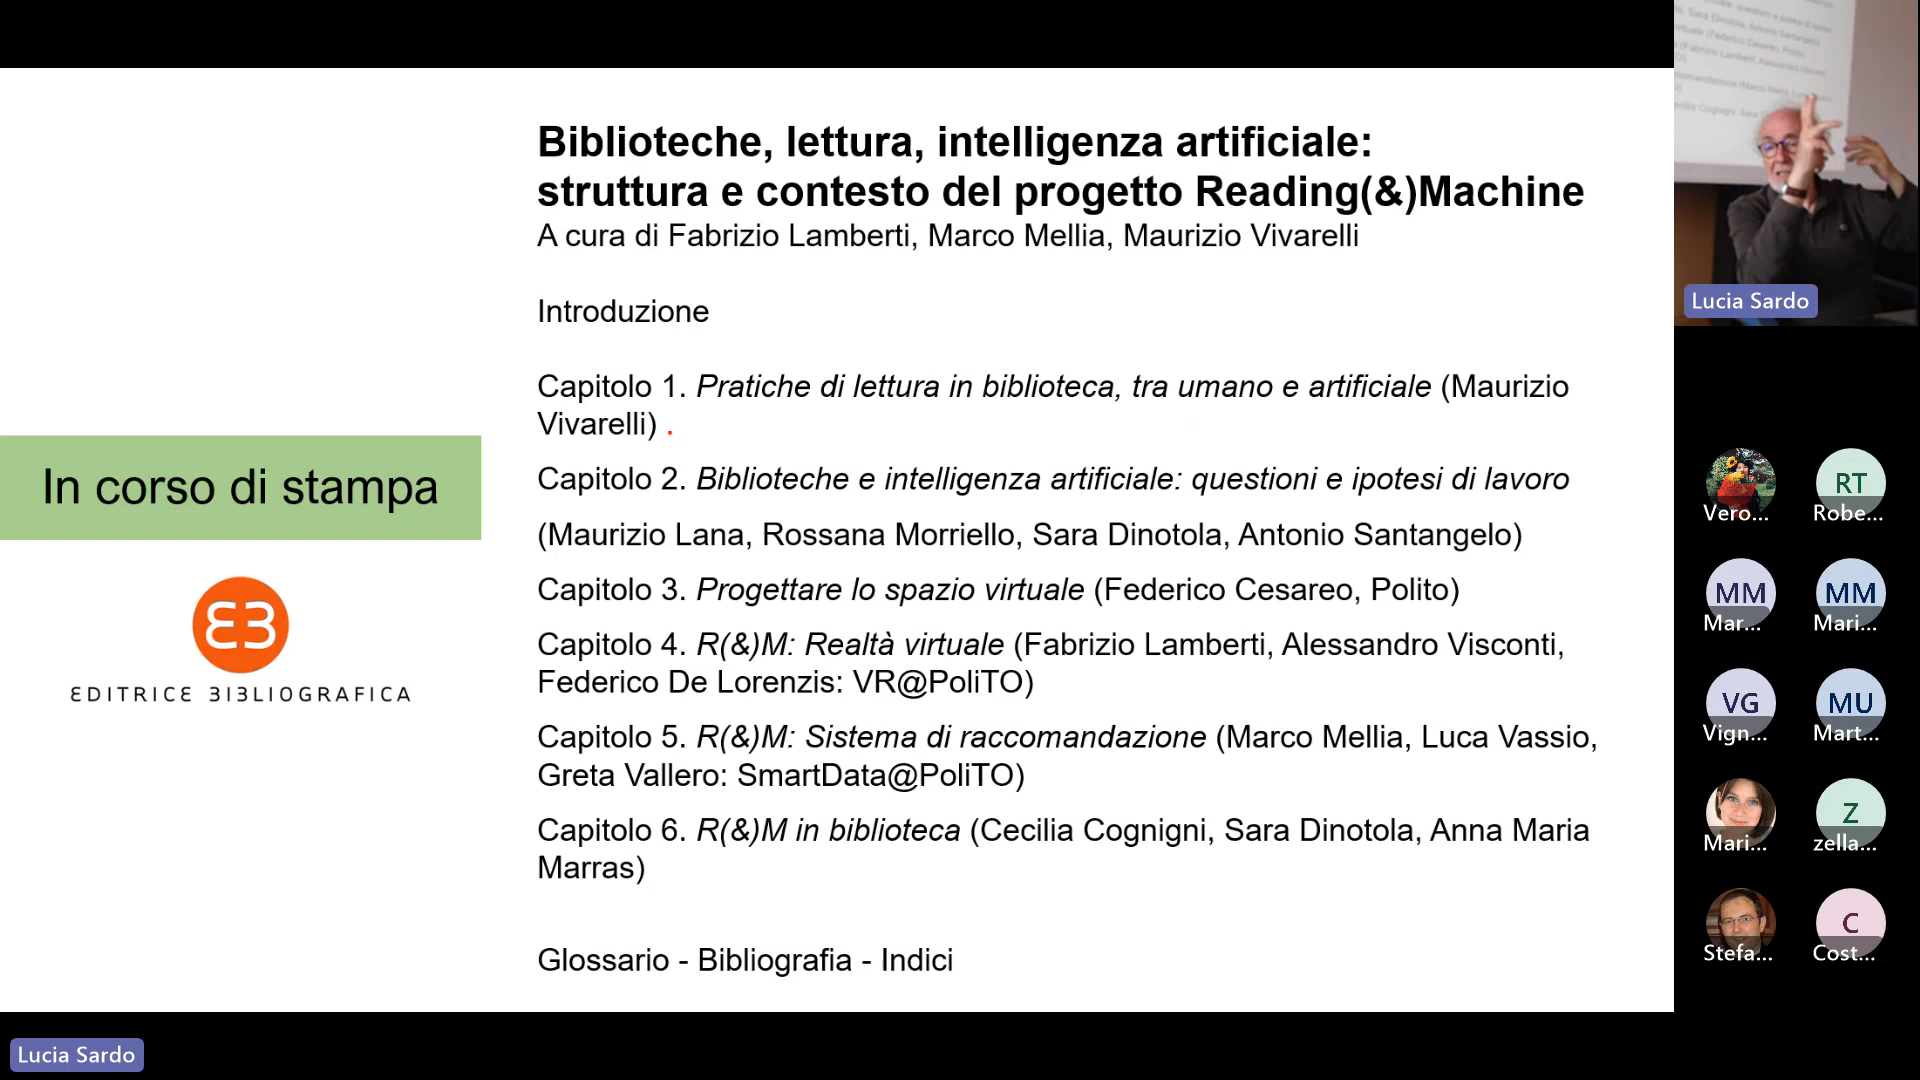 Biblioteche, lettura, intelligenza artificiale:
struttura e contesto del progetto Reading(&)Machine
A cura di Fabrizio Lamberti, Marco Mellia, Maurizio Vivarelli
Introduzione
Capitolo 1. Pratiche di lettura in biblioteca, tra umano e artificiale (Maurizio
Vivarelli) .
Capitolo 2. Biblioteche e intelligenza artificiale: questioni e ipotesi di lavoro
(Maurizio Lana, Rossana Morriello, Sara Dinotola, Antonio Santangelo)
Capitolo 3. Progettare lo spazio virtuale (Federico Cesareo, Polito)
Capitolo 4. R(&)M: Realtà virtuale (Fabrizio Lamberti, Alessandro Visconti,
Federico De Lorenzis: VR@PoliTO)
Capitolo 5. R(&)M: Sistema di raccomandazione (Marco Mellia, Luca Vassio,
Greta Vallero: SmartData@PoliTO)
Capitolo 6. R(&)M in biblioteca (Cecilia Cognigni, Sara Dinotola, Anna Maria
Marras)
Glossario - Bibliografia - Indici
In corso di stampa
EB
EDITRICE BIBLIOGRAFICA
Lucia Sardo
Lucia Sardo
RT
Vero... Robe...
MM MM
Mar... Mari...
VG MU
Vign... Mart...
Z
Mari... zella...
C
Stefa... Cost...